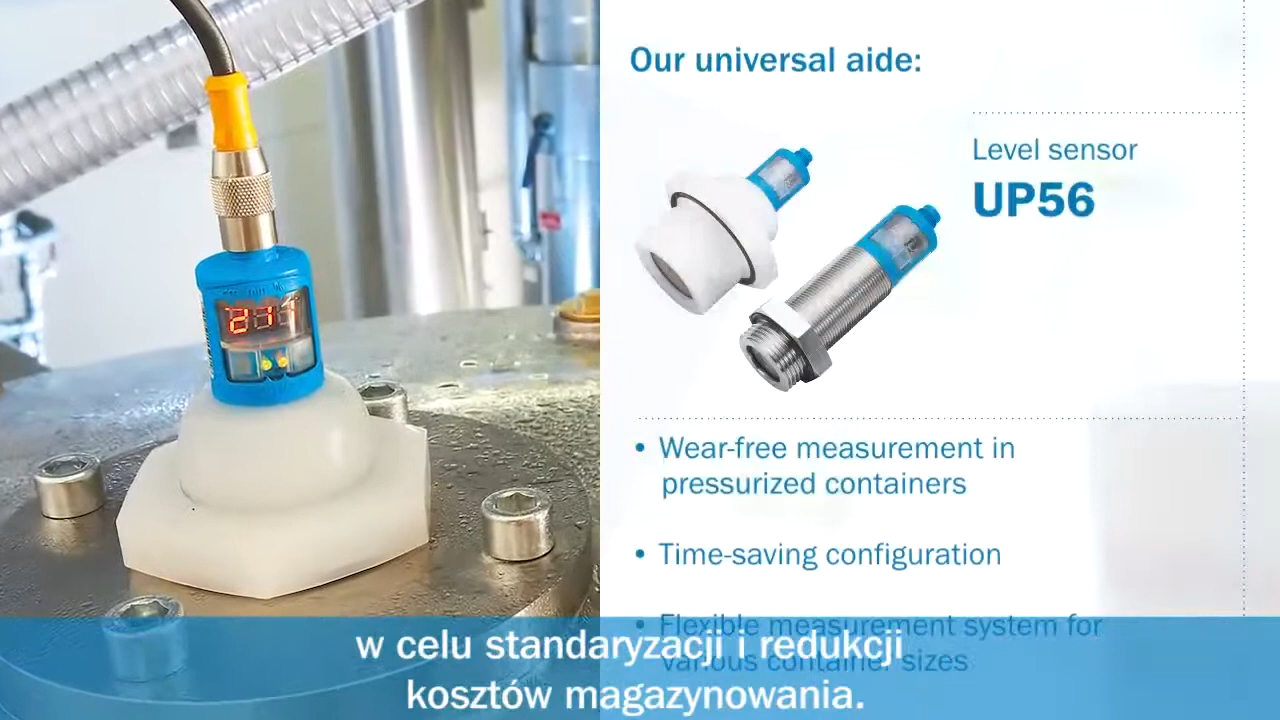 Our universal aide:
Level sensor
UP56
• Wear-free measurement in
pressurized containers
• Time-saving configuration
• Flexible measurement system for
various container sizes
w celu standaryzacji i redukcji
kosztów magazynowania.